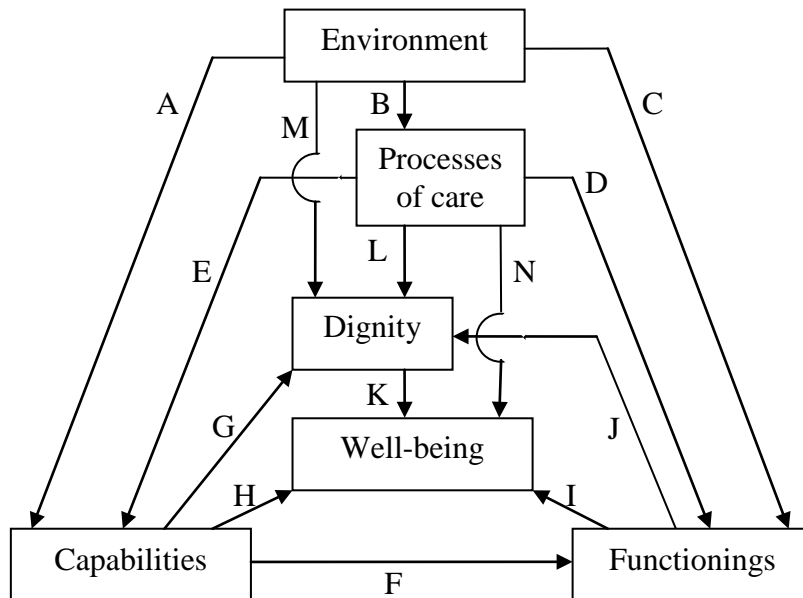 Environment
A
B
C
M
Processes
of care
D
E
L
N
Dignity
K
G
J
Well-being
H
I
Capabilities
Functionings
F